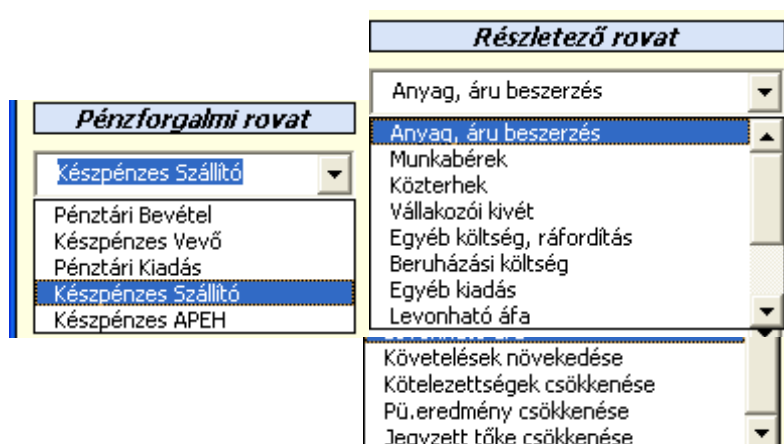 Pénzforgalmi rovat
Készpénzes Szállító
Pénztári Bevétel
Készpénzes Vevő
Pénztári Kiadás
Készpénzes Szállító
Készpénzes APEH
Részletező rovat
Anyag, áru beszerzés
Anyag, áru beszerzés
Munkabérek
Közterhek
Vállakozói kivét
Egyéb költség, ráfordítás
Beruházási költség
Egyéb kiadás
Levonható áfa
Követelések növekedése
Kötelezettségek csökkenése
Pü.eredmény csökkenése
Jegyzett tőke csökkenése